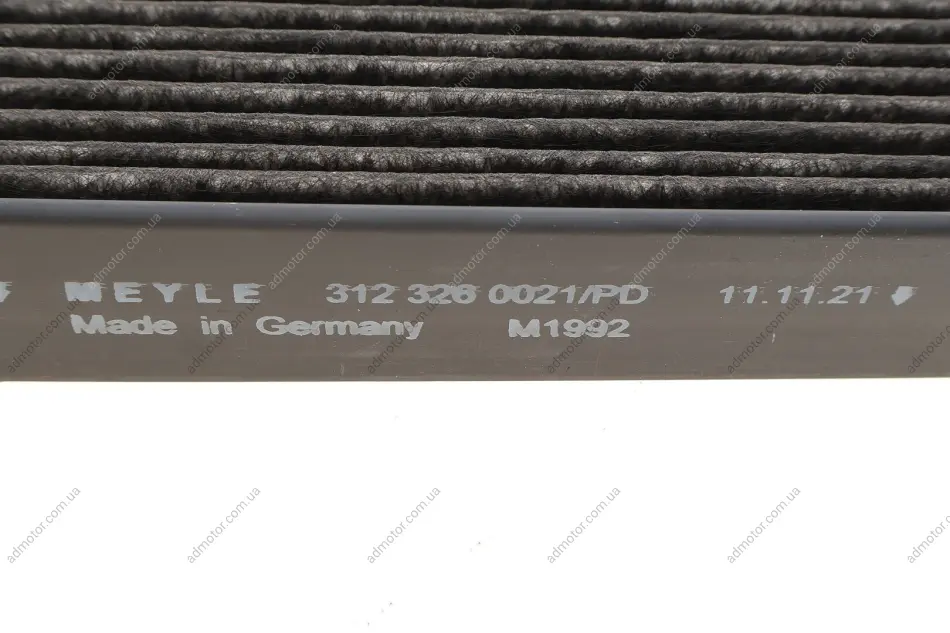 MEYLE 312 326 0021/PD 11.11.21
Made in Germany M1992
admotor.com.ua